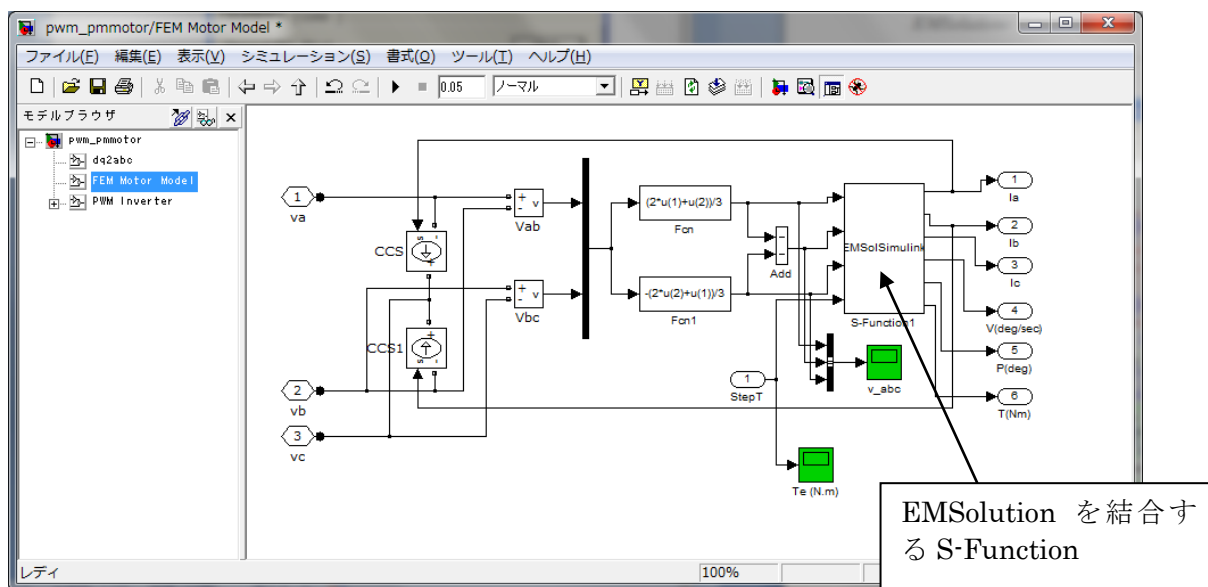 pwm_pmmotor/FEM Motor Model *
ファイル(F) 編集(E) 表示(V) シミュレーション(S) 書式(O) ツール(T) ヘルプ(H)
0.05 ノーマル
モデルブラウザ
pwm_pmmotor
dq2abc
FEM Motor Model
PWM Inverter
1
va
CCS
s
-
+
+
-
v
Vab
+
-
v
Vbc
CCS1
+
s
-
2
vb
3
vc
(2*u(1)+u(2))/3
Fcn
-(2*u(2)+u(1))/3
Fcn1
Add
EMSolSimulink
S-Function1
1
StepT
v_abc
Te (N.m)
1
Ia
2
Ib
3
Ic
4
V(deg/sec)
5
P(deg)
6
T(Nm)
EMSolution を結合す
る S-Function
レディ
100%